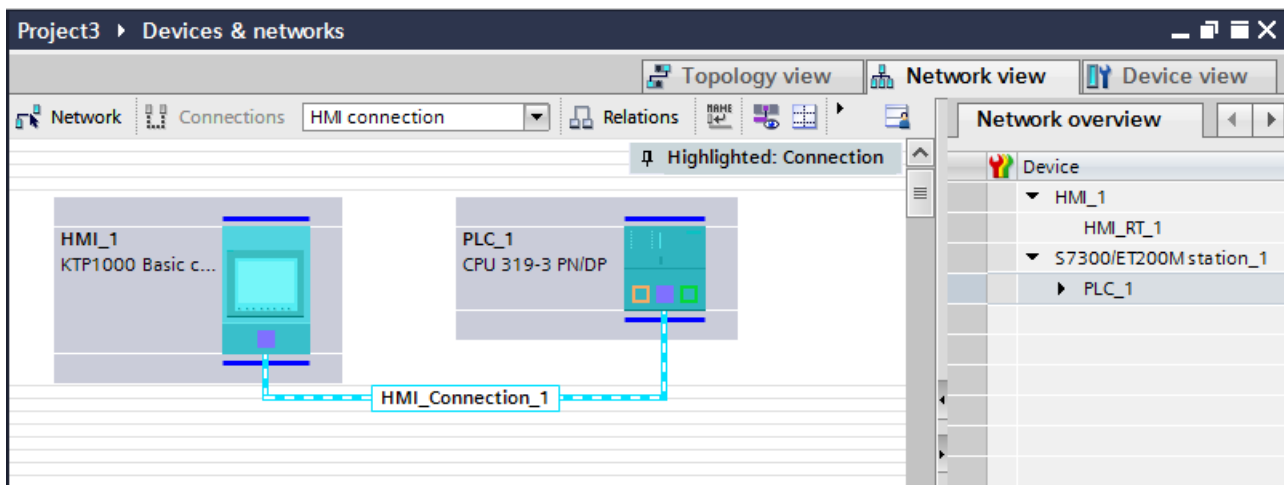 Project3 ▸ Devices & networks
Topology view
Network view
Device view
Network
Connections
HMI connection
Relations
NAME
Network overview
Highlighted: Connection
HMI_1
KTP1000 Basic c...
PLC_1
CPU 319-3 PN/DP
HMI_Connection_1
Device
HMI_1
HMI_RT_1
S7300/ET200M station_1
PLC_1